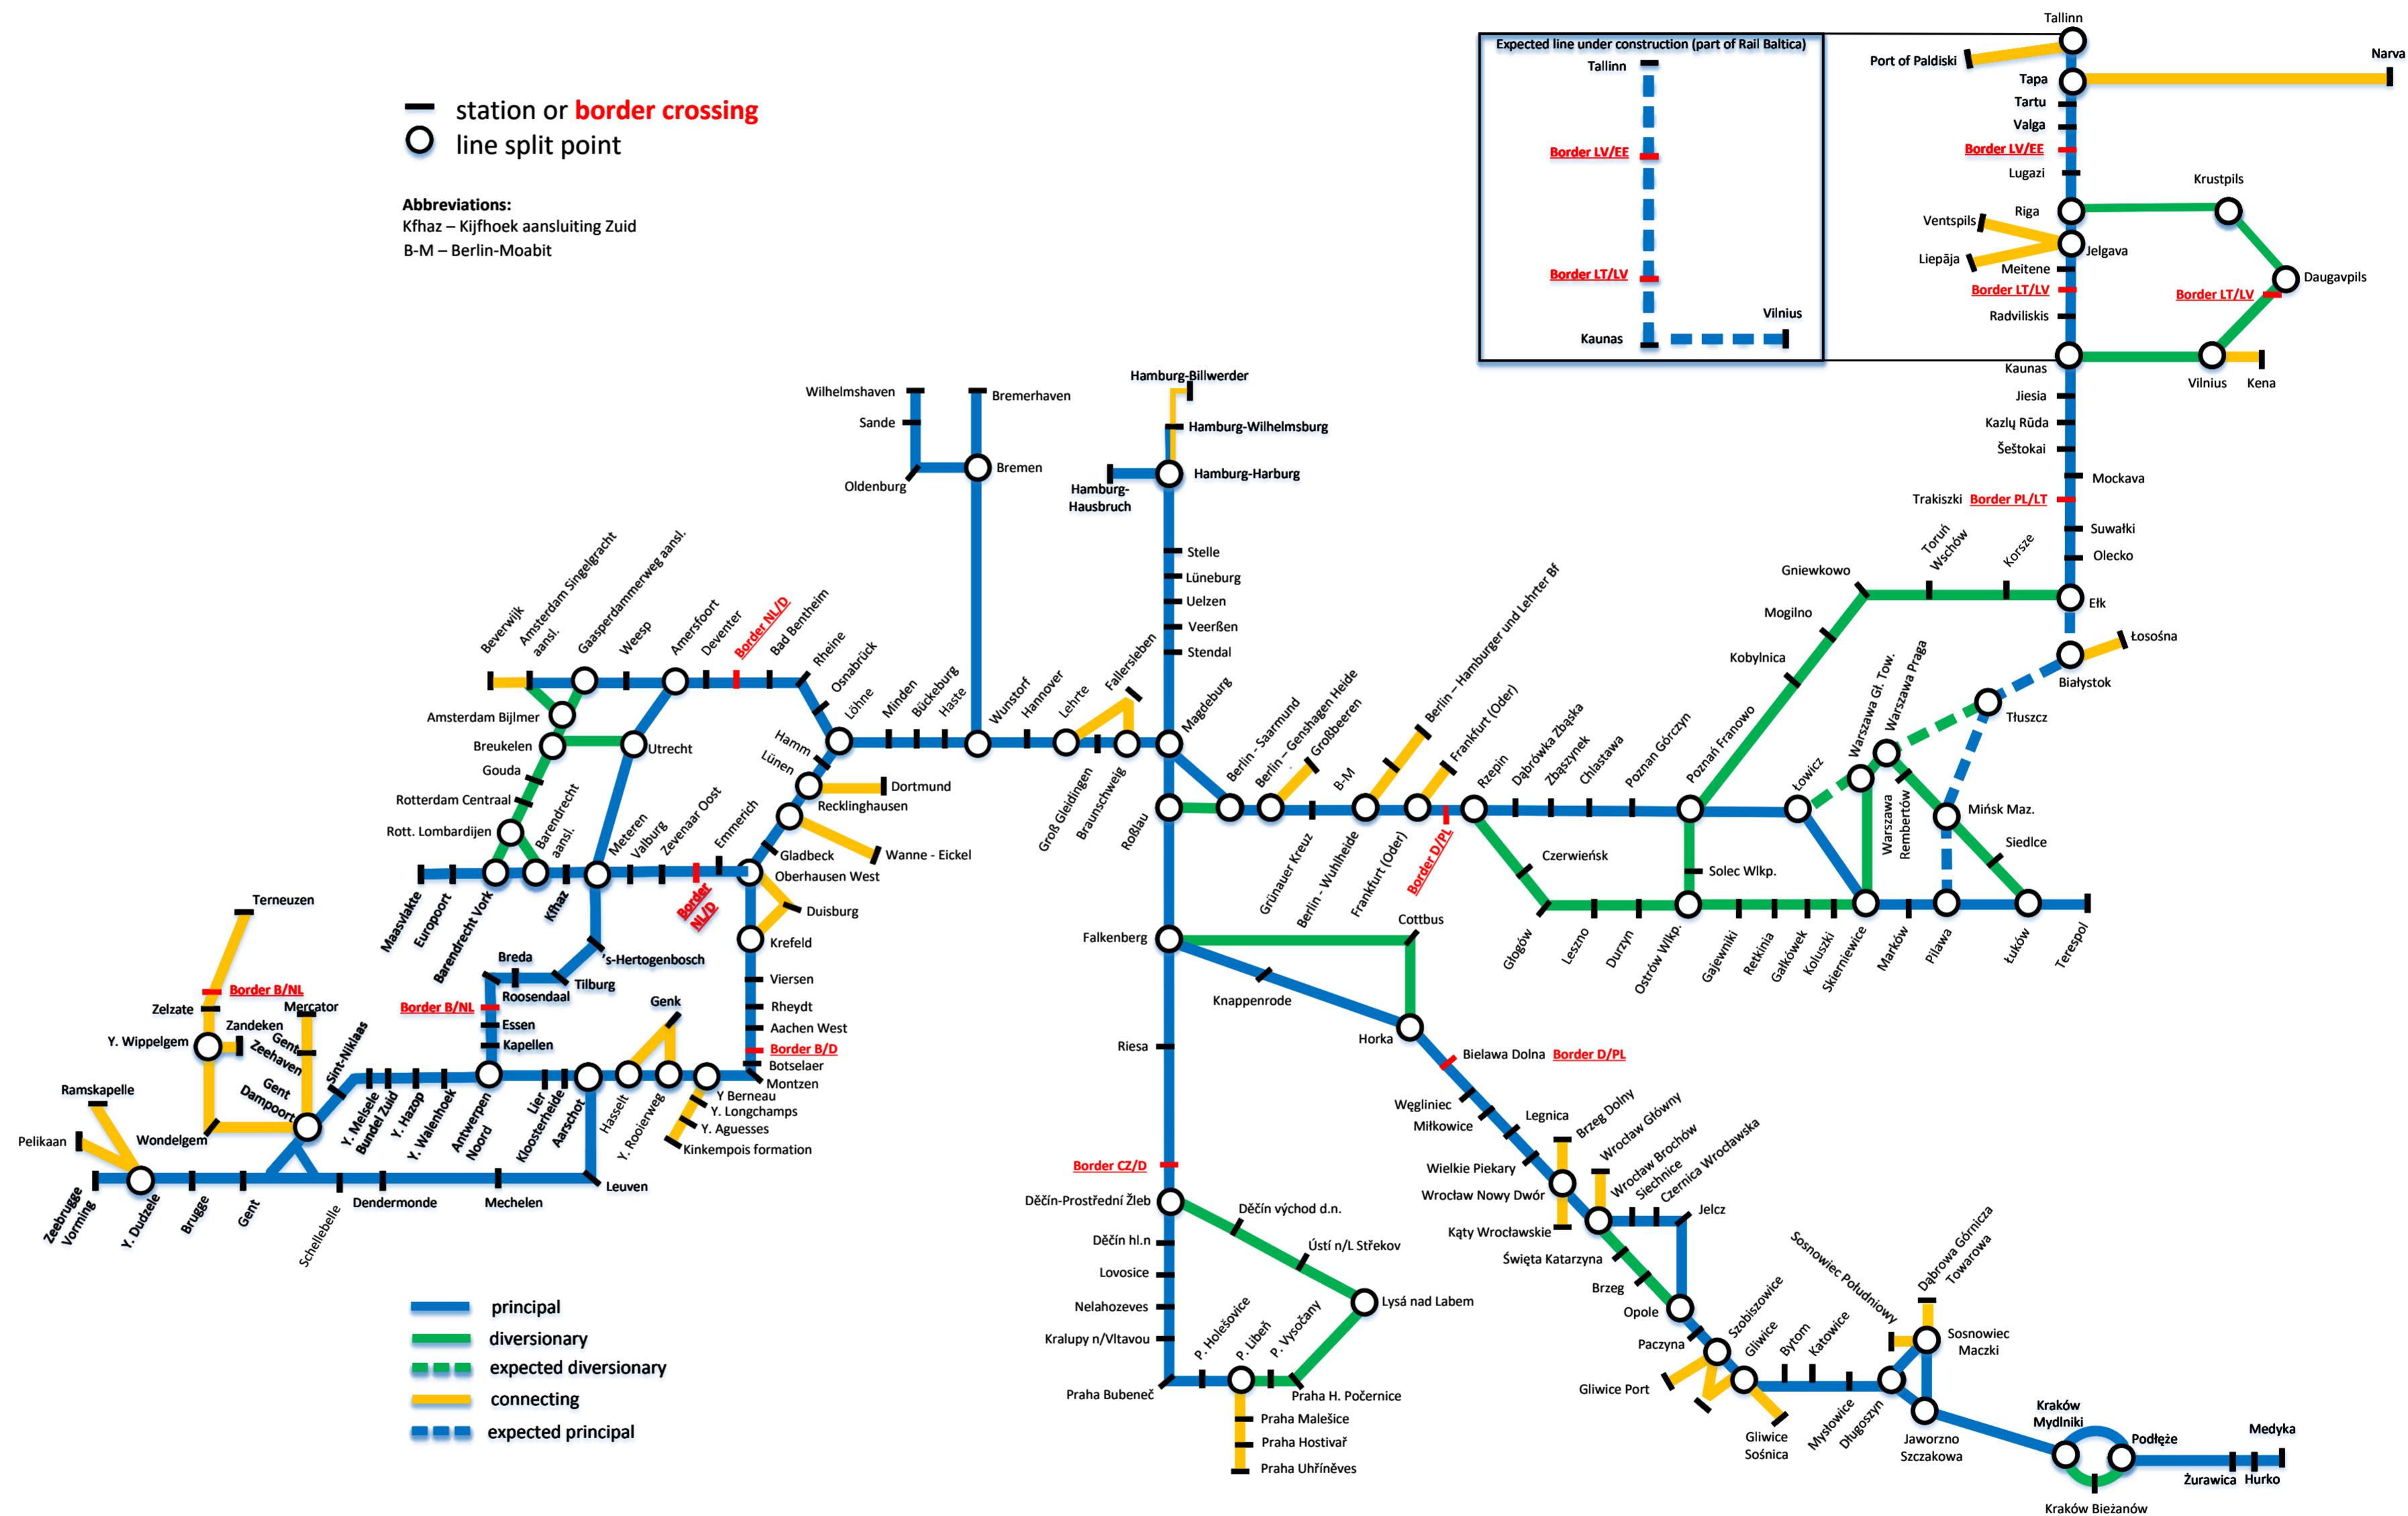 station or border crossing
line split point
Abbreviations:
Kfhaz – Kijfhoek aansluiting Zuid
B-M – Berlin-Moabit
Expected line under construction (part of Rail Baltica)
Tallinn
Border LV/EE
Border LT/LV
Kaunas
Vilnius
Tallinn
Port of Paldiski
Narva
Tapa
Tartu
Valga
Border LV/EE
Lugazi
Riga
Krustpils
Ventspils
Jelgava
Liepāja
Meitene
Daugavpils
Border LT/LV
Border LT/LV
Radviliskis
Kaunas
Vilnius
Kena
Jiesia
Kazlų Rūda
Šeštokai
Mockava
Trakiszki Border PL/LT
Suwałki
Olecko
Ełk
Łosośna
Białystok
Tłuszcz
Korsze
Toruń
Wschów
Gniewkowo
Mogilno
Kobylnica
Poznań Franowo
Warszawa Gł. Tow.
Warszawa Praga
Warszawa
Rembertów
Mińsk Maz.
Siedlce
Łowicz
Wilhelmshaven
Sande
Oldenburg
Bremerhaven
Bremen
Hamburg-Billwerder
Hamburg-Wilhelmsburg
Hamburg-Harburg
Hamburg-
Hausbruch
Stelle
Lüneburg
Uelzen
Veerßen
Stendal
Magdeburg
Beverwijk
Amsterdam Singelgracht
aansl.
Gaasperdammerweg aansl.
Weesp
Amersfoort
Deventer
Border NL/D
Bad Bentheim
Rheine
Osnabrück
Löhne
Minden
Bückeburg
Haste
Wunstorf
Hannover
Lehrte
Fallersleben
Groß Gleidingen
Braunschweig
Roßlau
Berlin - Saarmund
Berlin – Genshagen Heide
Großbeeren
Grünauer Kreuz
B-M
Berlin - Wuhlheide
Berlin – Hamburger und Lehrter Bf
Frankfurt (Oder)
Frankfurt (Oder)
Border D/PL
Rzepin
Dąbrówka Zbąska
Zbąszynek
Chlastawa
Poznan Górczyn
Amsterdam Bijlmer
Breukelen
Utrecht
Gouda
Rotterdam Centraal
Rott. Lombardijen
Barendrecht
aansl.
Maasvlakte
Europoort
Barendrecht Vork
Kfhaz
Meteren
Valburg
Zevenaar Oost
Border
NL/D
Emmerich
Oberhausen West
Gladbeck
Wanne - Eickel
Recklinghausen
Dortmund
Lünen
Hamm
Duisburg
Krefeld
Viersen
Rheydt
Aachen West
Border B/D
Botselaer
Montzen
Czerwieńsk
Głogów
Leszno
Durzyn
Solec Wlkp.
Ostrów Wlkp.
Gajewniki
Retkinia
Gałkówek
Koluszki
Skierniewice
Marków
Pilawa
Łuków
Terespol
's-Hertogenbosch
Tilburg
Breda
Roosendaal
Border B/NL
Essen
Kapellen
Terneuzen
Border B/NL
Zelzate
Y. Wippelgem
Zandeken
Mercator
Gent
Zeehaven
Gent
Dampoort
Wondelgem
Ramskapelle
Pelikaan
Zeebrugge
Vorming
Y. Dudzele
Brugge
Gent
Schellebelle
Dendermonde
Mechelen
Leuven
Sint-Niklaas
Y. Melsele
Bundel Zuid
Y. Hazop
Y. Walenhoek
Antwerpen
Noord
Lier
Kloosterheide
Aarschot
Hasselt
Genk
Y. Rooierweg
Y Berneau
Y. Longchamps
Y. Aguesses
Kinkempois formation
Falkenberg
Cottbus
Knappenrode
Horka
Riesa
Border CZ/D
Děčín-Prostřední Žleb
Děčín východ d.n.
Ústí n/L Střekov
Lysá nad Labem
Děčín hl.n
Lovosice
Nelahozeves
Kralupy n/Vltavou
Praha Bubeneč
P. Holešovice
P. Libeň
P. Vysočany
Praha H. Počernice
Praha Malešice
Praha Hostivař
Praha Uhříněves
Bielawa Dolna Border D/PL
Węgliniec
Miłkowice
Legnica
Wielkie Piekary
Brzeg Dolny
Wrocław Nowy Dwór
Kąty Wrocławskie
Wrocław Główny
Wrocław Brochów
Siechnice
Czernica Wrocławska
Jelcz
Święta Katarzyna
Brzeg
Opole
Paczyna
Szobiszowice
Gliwice Port
Gliwice
Gliwice
Sośnica
Bytom
Katowice
Mysłowice
Długoszyn
Sosnowiec Południowy
Dąbrowa Górnicza
Towarowa
Sosnowiec
Maczki
Jaworzno
Szczakowa
Kraków
Mydlniki
Podłęże
Kraków Bieżanów
Medyka
Żurawica
Hurko
principal
diversionary
expected diversionary
connecting
expected principal